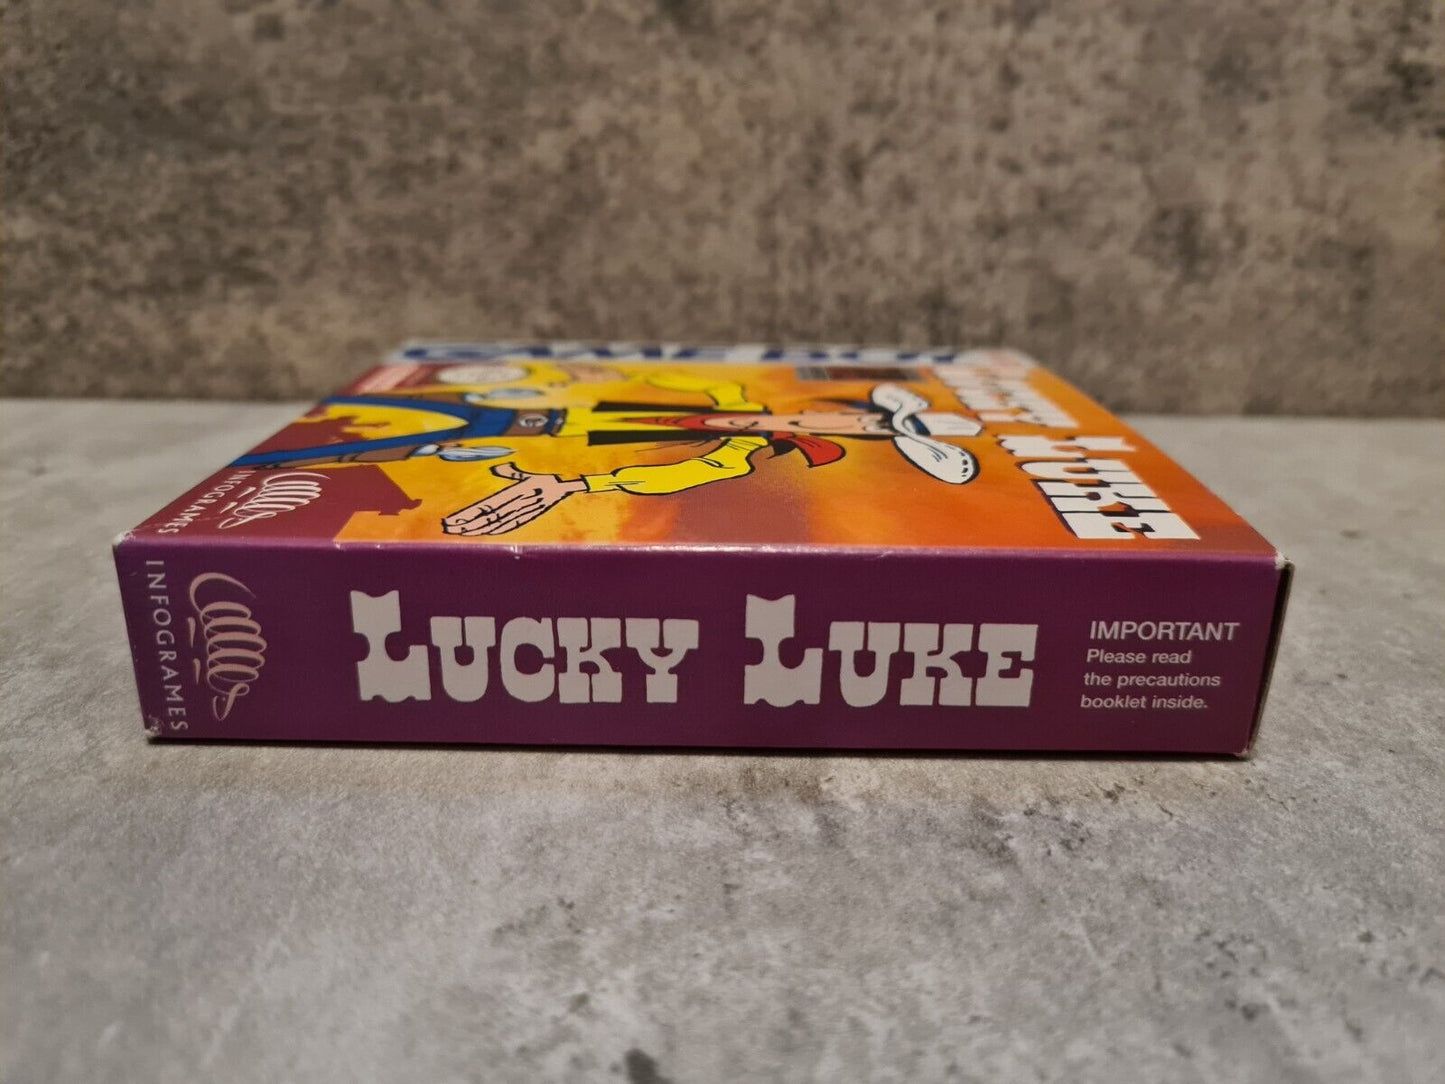 GAME BOY
LUCKY LUKE
INFOGRAMES
INFOGRAMES
LUCKY LUKE
IMPORTANT
Please read
the precautions
booklet inside.